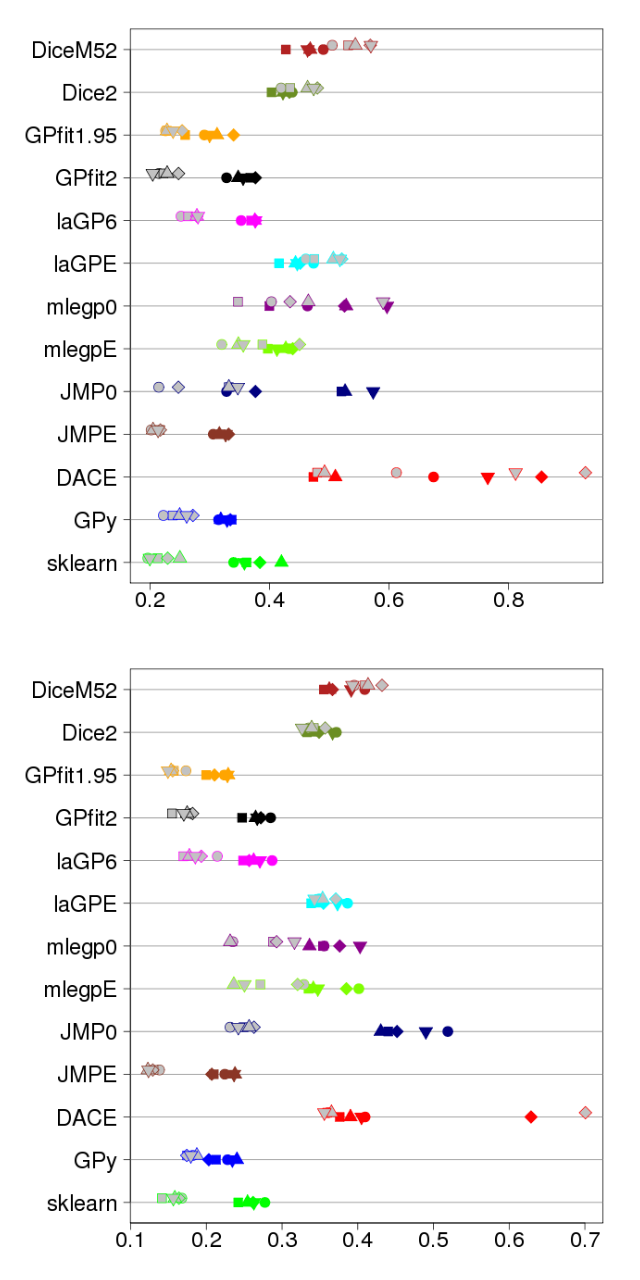 DiceM52
Dice2
GPfit1.95
GPfit2
laGP6
laGPE
mlegp0
mlegpE
JMP0
JMPE
DACE
GPy
sklearn
0.2 0.4 0.6 0.8
DiceM52
Dice2
GPfit1.95
GPfit2
laGP6
laGPE
mlegp0
mlegpE
JMP0
JMPE
DACE
GPy
sklearn
0.1 0.2 0.3 0.4 0.5 0.6 0.7